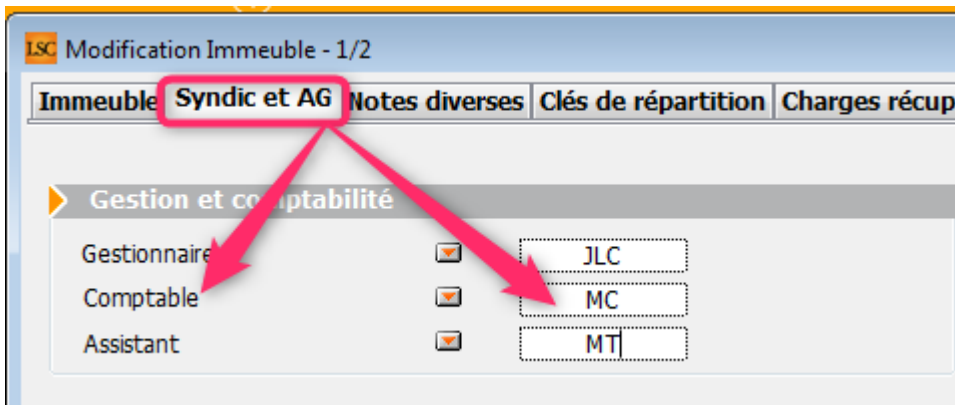 LSC Modification Immeuble - 1/2
Immeuble Syndic et AG Notes diverses Clés de répartition Charges récup
Gestion et comptabilité
Gestionnaire JLC
Comptable MC
Assistant MT